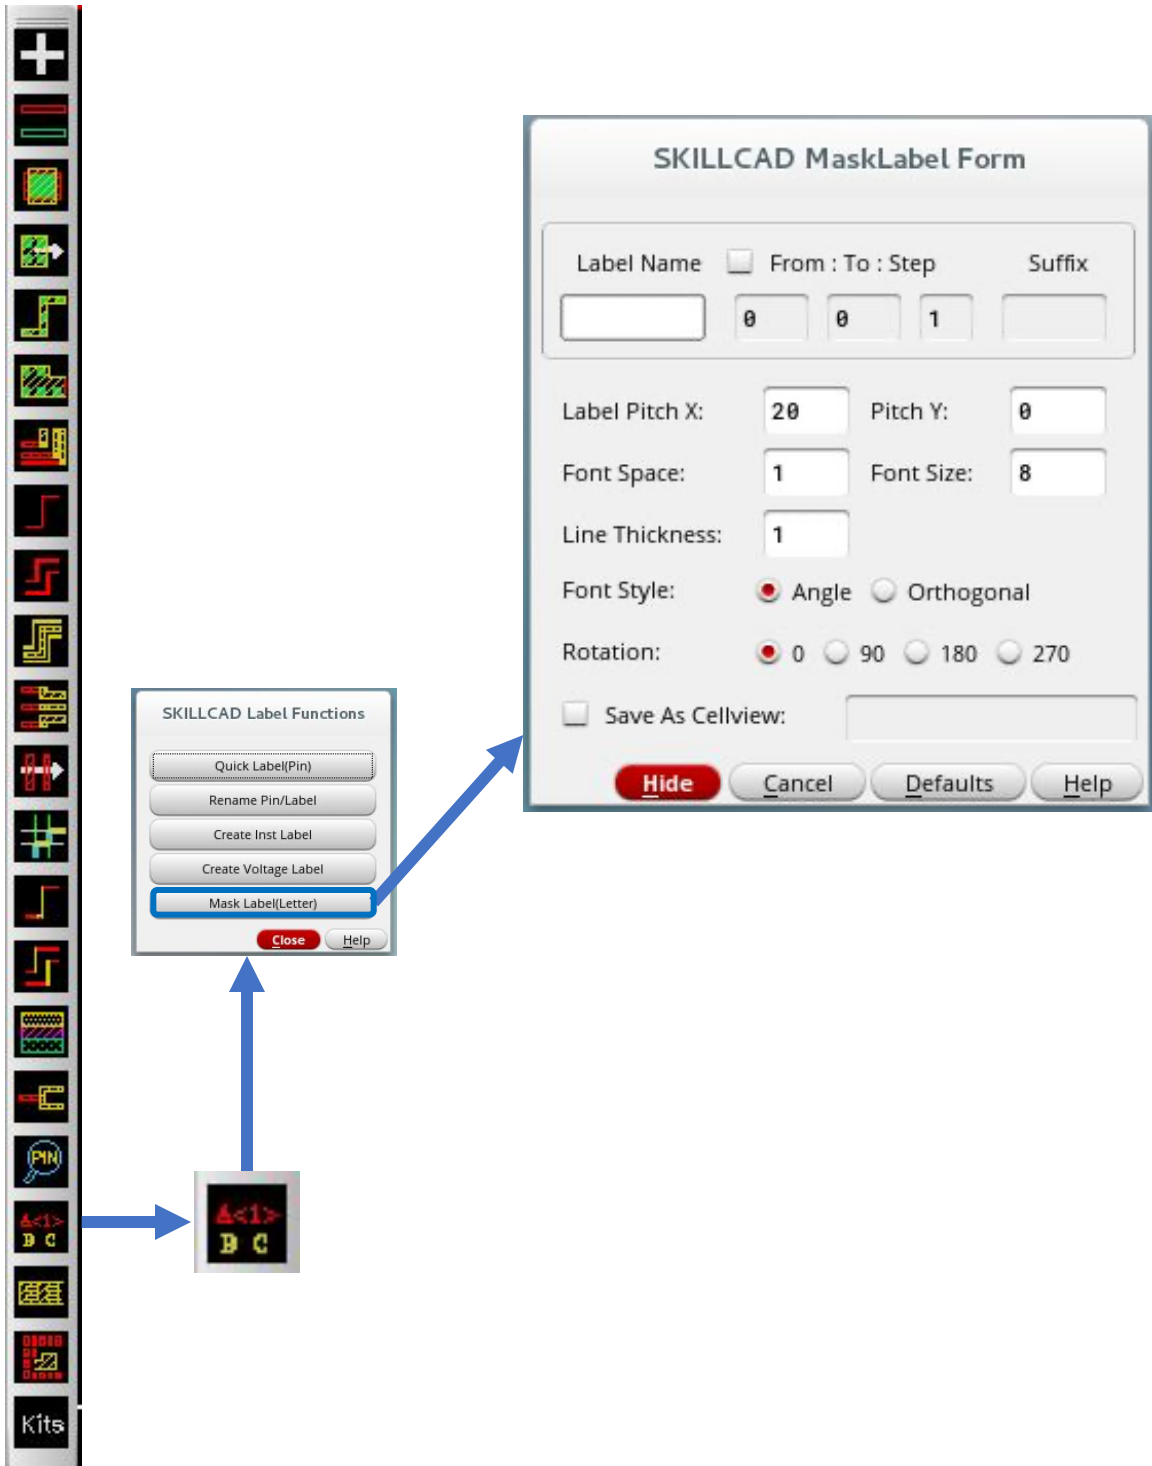 SKILLCAD MaskLabel Form
Label Name From : To : Step Suffix
0 0 1
Label Pitch X: 20 Pitch Y: 0
Font Space: 1 Font Size: 8
Line Thickness: 1
Font Style: Angle Orthogonal
Rotation: 0 90 180 270
Save As Cellview:
Hide Cancel Defaults Help
SKILLCAD Label Functions
Quick Label(Pin)
Rename Pin/Label
Create Inst Label
Create Voltage Label
Mask Label(Letter)
Close Help
PIN
A<1>
B C
A<1>
B C
Kits